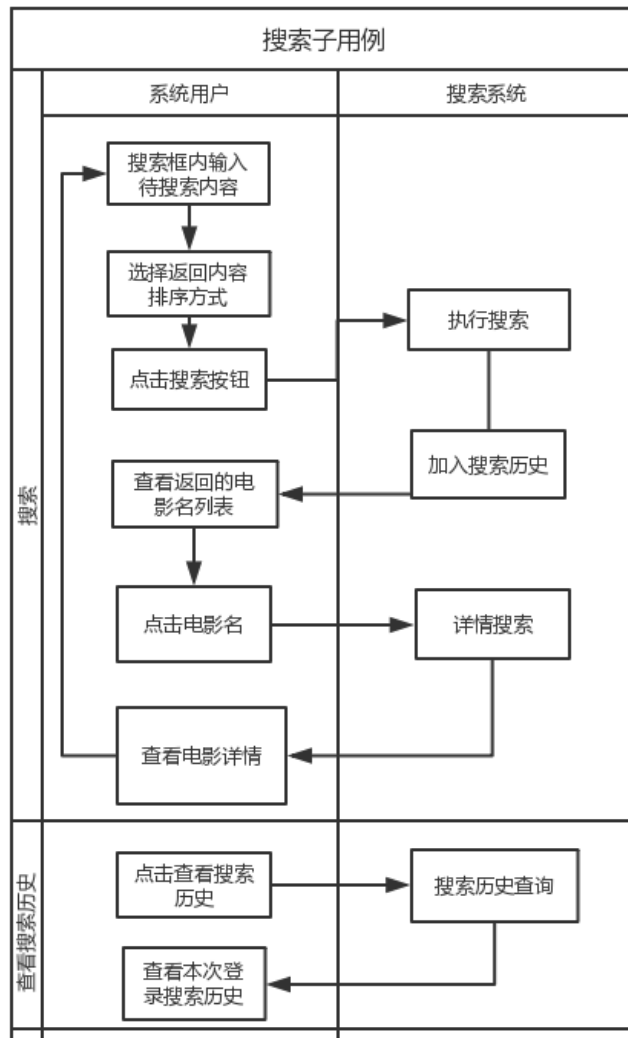 搜索子用例
系统用户
搜索系统
搜索
搜索框内输入
待搜索内容
选择返回内容
排序方式
点击搜索按钮
执行搜索
加入搜索历史
查看返回的电
影名列表
点击电影名
详情搜索
查看电影详情
查看搜索历史
点击查看搜索
历史
搜索历史查询
查看本次登
录搜索历史